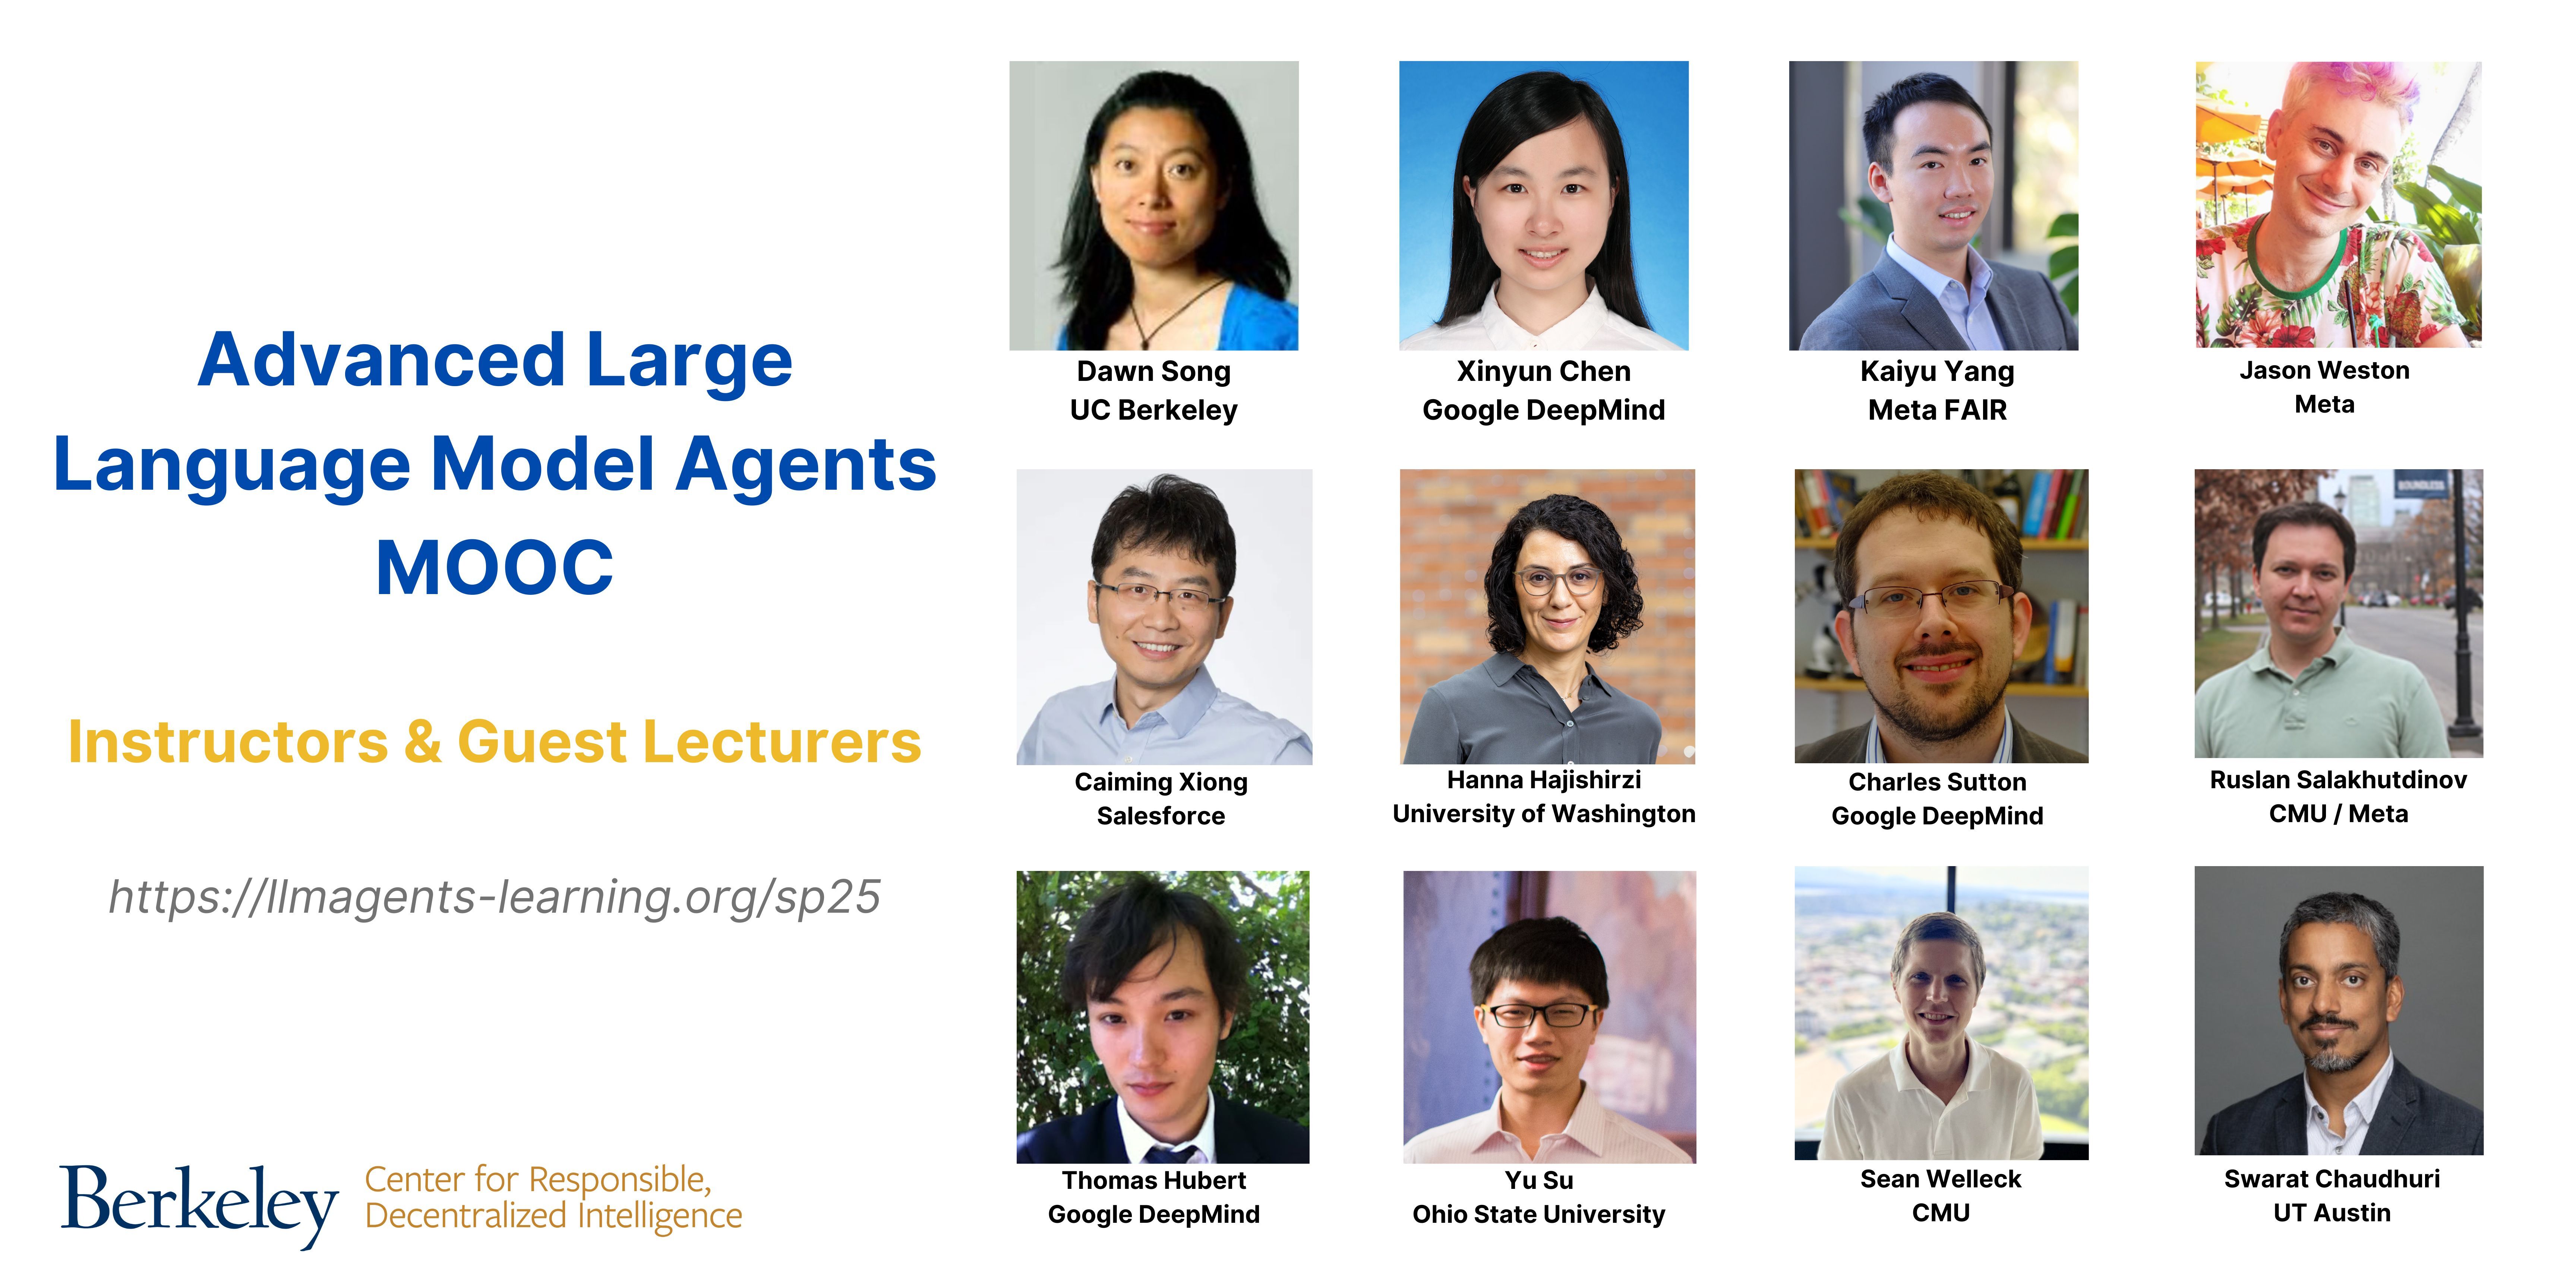 Advanced Large
Language Model Agents
MOOC
Instructors & Guest Lecturers
https://llmagents-learning.org/sp25
Berkeley
Center for Responsible,
Decentralized Intelligence
Dawn Song
UC Berkeley
Xinyun Chen
Google DeepMind
Kaiyu Yang
Meta FAIR
Jason Weston
Meta
Caiming Xiong
Salesforce
Hanna Hajishirzi
University of Washington
Charles Sutton
Google DeepMind
BOUNDLESS
Ruslan Salakhutdinov
CMU / Meta
Thomas Hubert
Google DeepMind
Yu Su
Ohio State University
Sean Welleck
CMU
Swarat Chaudhuri
UT Austin